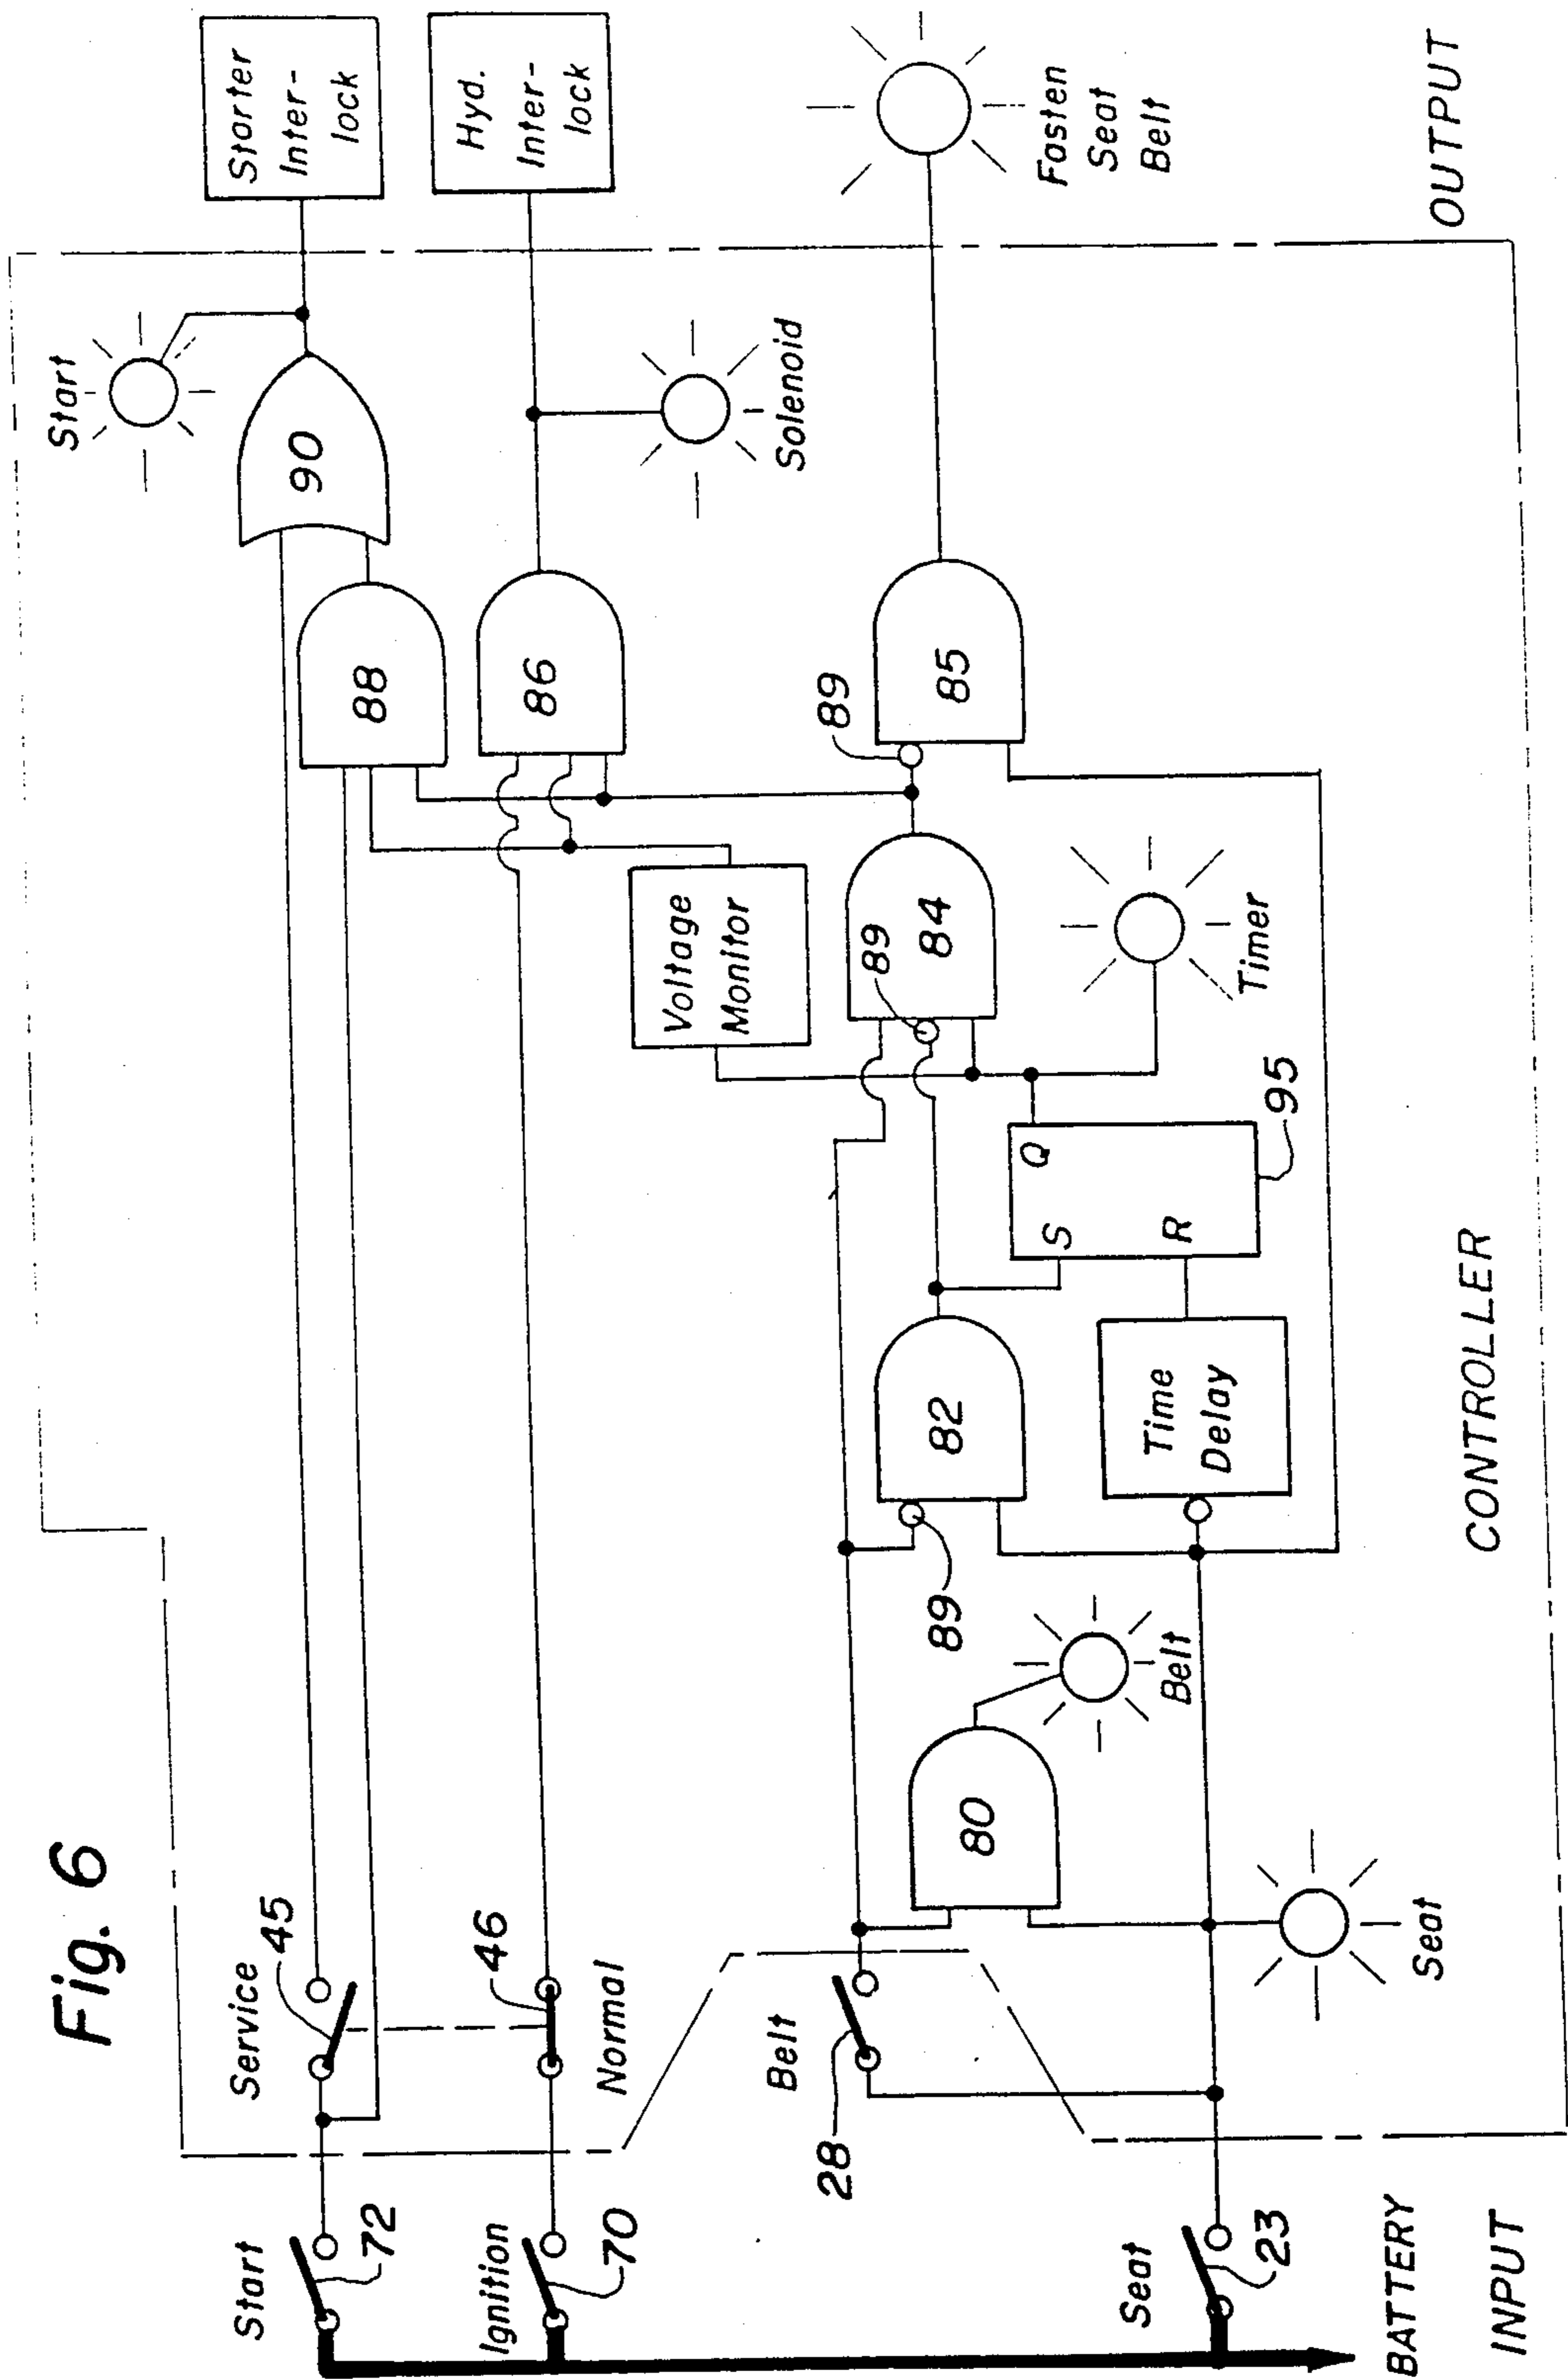 Fig. 6
Start
72
Service
45
Start
90
Starter
Inter-
lock
88
Ignition
70
46
Normal
86
Solenoid
Hyd.
Inter-
lock
Voltage
Monitor
Belt
28
80
Belt
89
82
89
84
89
85
Fasten
Seat
Belt
Seat
23
Seat
Time
Delay
S
R
Q
95
Timer
BATTERY
INPUT
CONTROLLER
OUTPUT